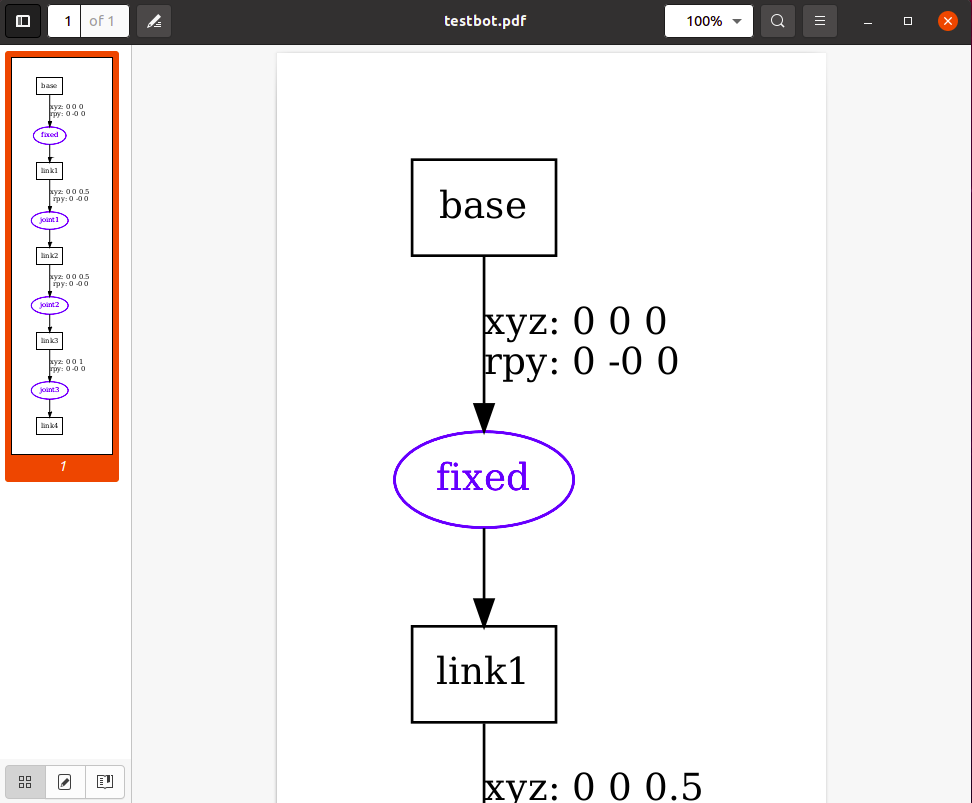 1
of 1
testbot.pdf
100%
base
xyz: 0 0 0
rpy: 0 -0 0
fixed
link1
xyz: 0 0 0.5
rpy: 0 -0 0
joint1
link2
xyz: 0 0 0.5
rpy: 0 -0 0
joint2
link3
xyz: 0 0 1
rpy: 0 -0 0
joint3
link4
1
base
xyz: 0 0 0
rpy: 0 -0 0
fixed
link1
xyz: 0 0 0.5